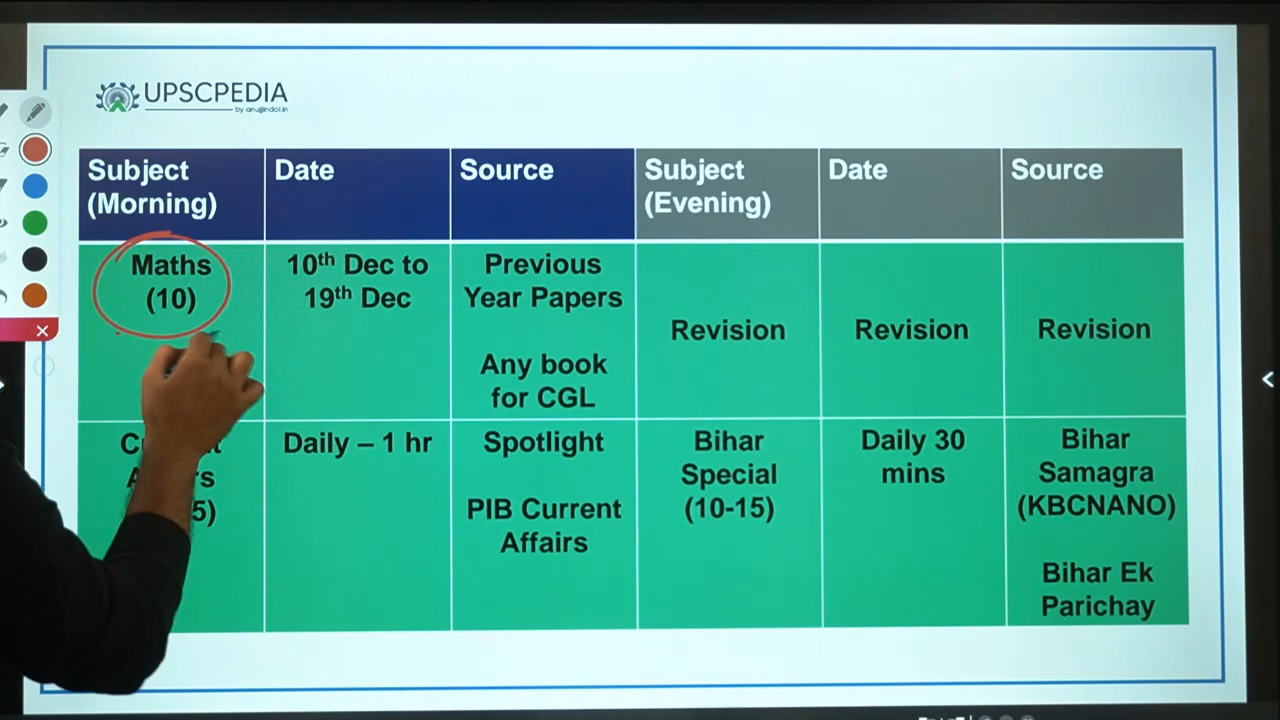 UPSCPEDIA
by anujjindol.in
Subject
(Morning)
Date
Source
Subject
(Evening)
Date
Source
Maths
(10)
10th Dec to
19th Dec
Previous
Year Papers
Any book
for CGL
Revision
Revision
Revision
5)
Daily – 1 hr
Spotlight
PIB Current
Affairs
Bihar
Special
(10-15)
Daily 30
mins
Bihar
Samagra
(KBCNANO)
Bihar Ek
Parichay